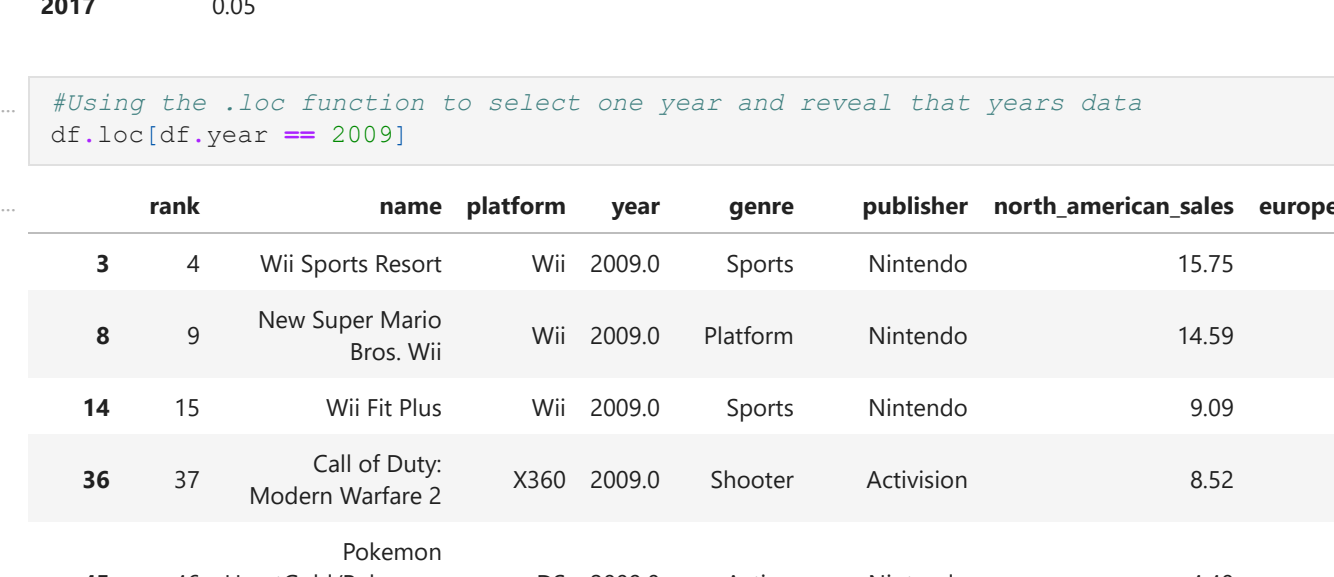 2017 0.05
...
#Using the .loc function to select one year and reveal that years data
df.loc[df.year == 2009]
...
rank name platform year genre publisher north_american_sales europe
3 4 Wii Sports Resort Wii 2009.0 Sports Nintendo 15.75
8 9 New Super Mario Bros. Wii Wii 2009.0 Platform Nintendo 14.59
14 15 Wii Fit Plus Wii 2009.0 Sports Nintendo 9.09
36 37 Call of Duty: Modern Warfare 2 X360 2009.0 Shooter Activision 8.52
Pokemon